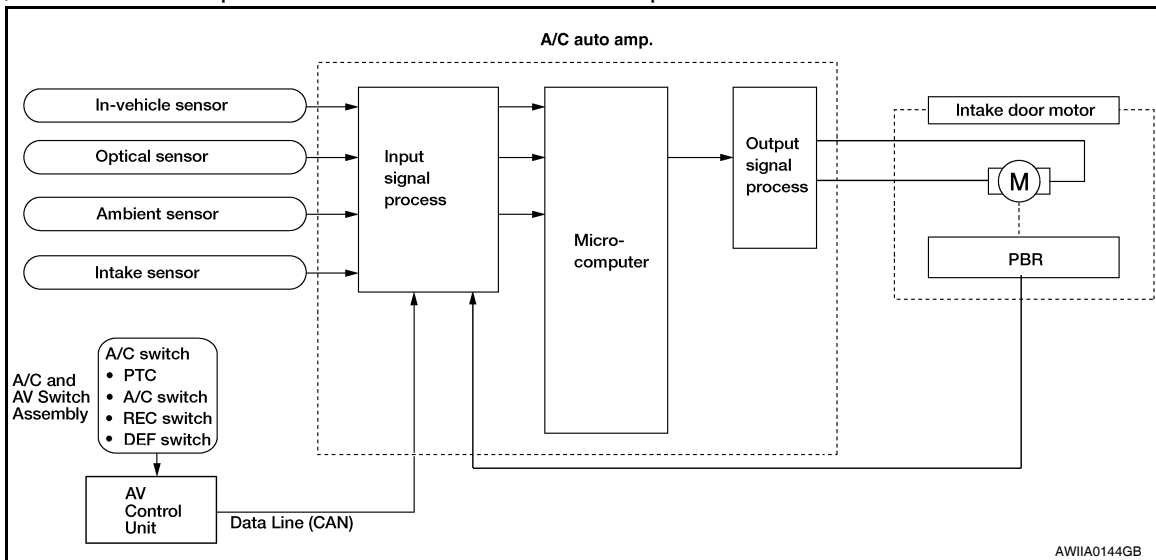 A/C auto amp.
In-vehicle sensor
Optical sensor
Ambient sensor
Intake sensor
Input
signal
process
Micro-
computer
Output
signal
process
Intake door motor
M
PBR
A/C and
AV Switch
Assembly
A/C switch
• PTC
• A/C switch
• REC switch
• DEF switch
AV
Control
Unit
Data Line (CAN)
AWIIA0144GB